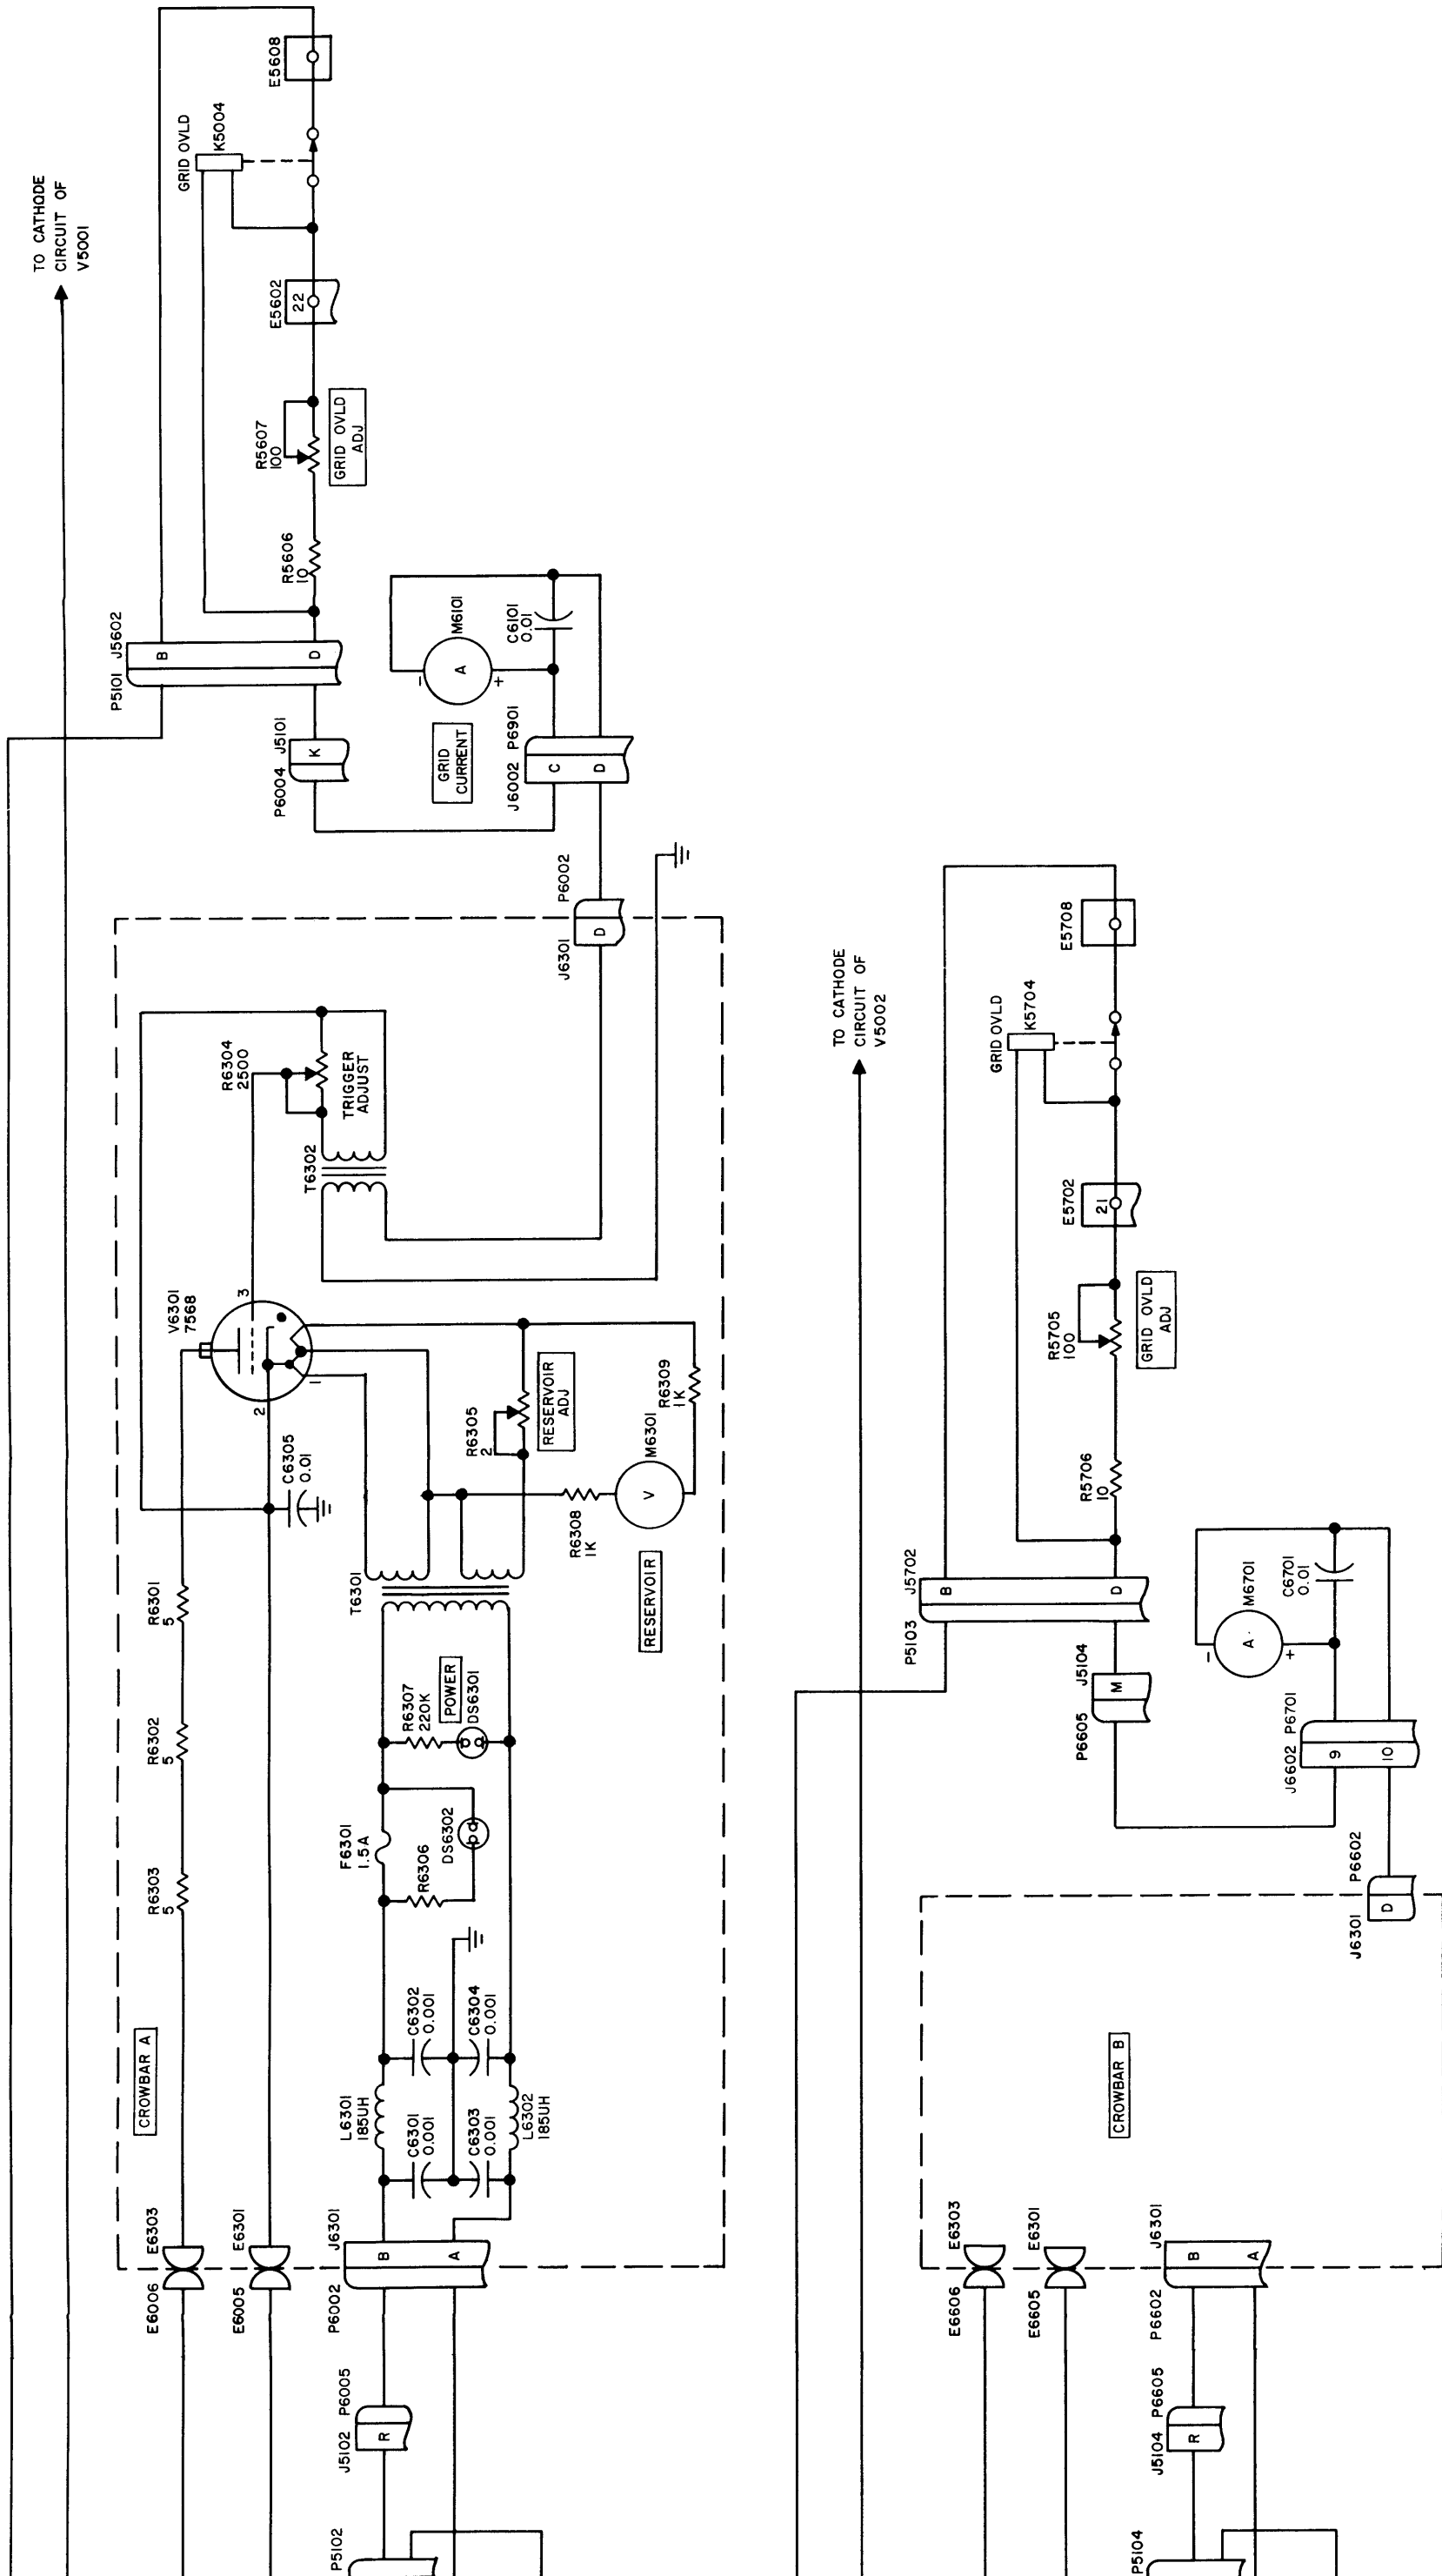 TO CATHODE
CIRCUIT OF
V5001
E5608
GRID OVLD
K5004
E5602
22
R5607
100
GRID OVLD
ADJ
R5606
10
P5101 J5602
B
D
P6004 J5101
K
GRID
CURRENT
-
A
+
M6101
C6101
0.01
J6002 P6901
C
D
J6301 P6002
D
CROWBAR A
R6304
2500
TRIGGER
ADJUST
T6302
V6301
7568
3
2
1
C6305
0.01
R6305
2
RESERVOIR
ADJ
R6309
1K
M6301
V
R6308
1K
RESERVOIR
T6301
R6301
5
R6302
5
R6303
5
R6307
220K
POWER
DS6301
F6301
1.5A
R6306
DS6302
C6302
0.001
C6304
0.001
L6301
185UH
C6301
0.001
C6303
0.001
L6302
185UH
E6006 E6303
E6005 E6301
P6002 J6301
B
A
J5102 P6005
R
P5102
TO CATHODE
CIRCUIT OF
V5002
E5708
GRID OVLD
K5704
E5702
21
R5705
100
GRID OVLD
ADJ
R5706
10
P5103 J5702
B
D
P6605 J5104
M
-
A
+
M6701
C6701
0.01
J6602 P6701
9
10
J6301 P6602
D
CROWBAR B
E6606 E6303
E6605 E6301
P6602 J6301
B
A
J5104 P6605
R
P5104